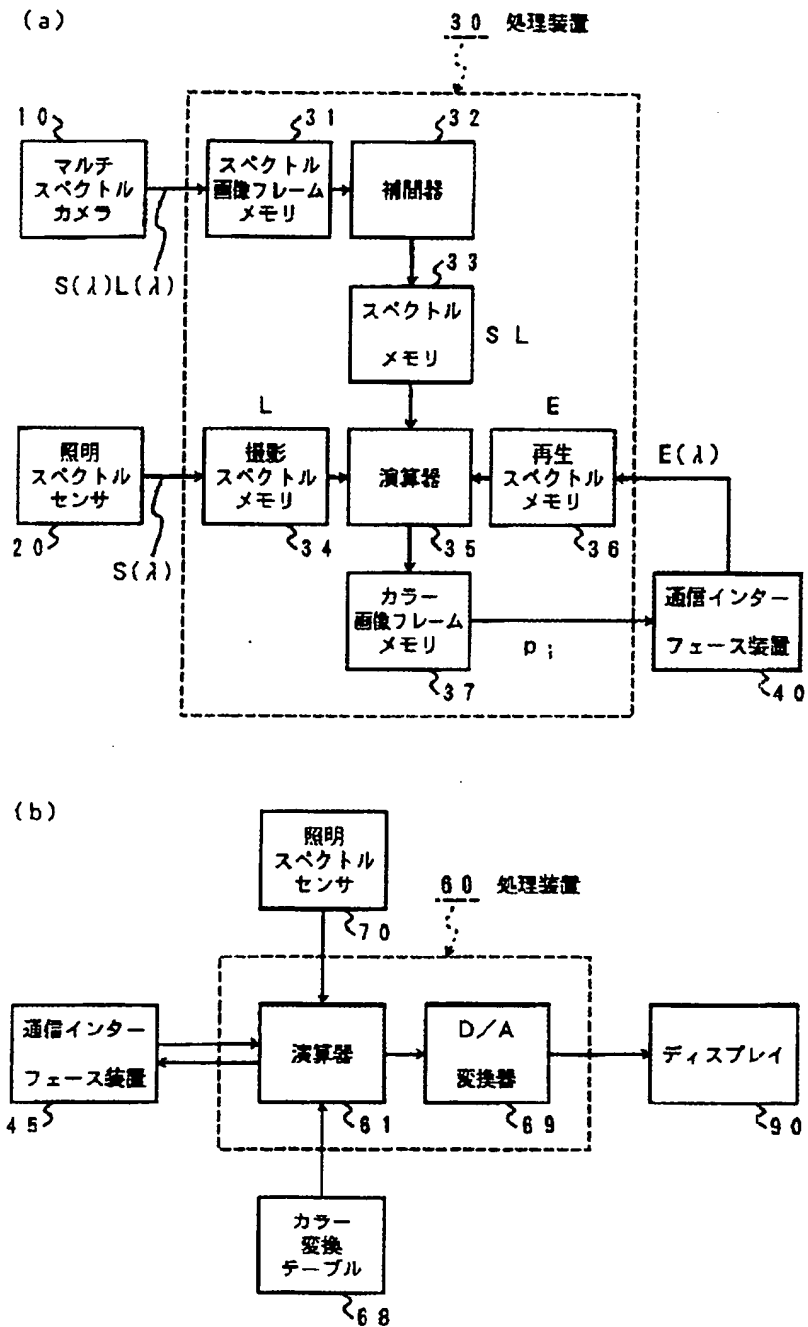 (a)
30 処理装置
10
31
32
マルチ
スペクトル
カメラ
スペクトル
画像フレーム
メモリ
補間器
S(λ)L(λ)
33
スペクトル
メモリ
S L
L
E
照明
スペクトル
センサ
撮影
スペクトル
メモリ
演算器
再生
スペクトル
メモリ
E(λ)
20
S(λ)
34
35
36
カラー
画像フレーム
メモリ
pi
通信インター
フェース装置
37
40
(b)
照明
スペクトル
センサ
70
60 処理装置
通信インター
フェース装置
演算器
D/A
変換器
ディスプレイ
45
61
69
90
カラー
変換
テーブル
68